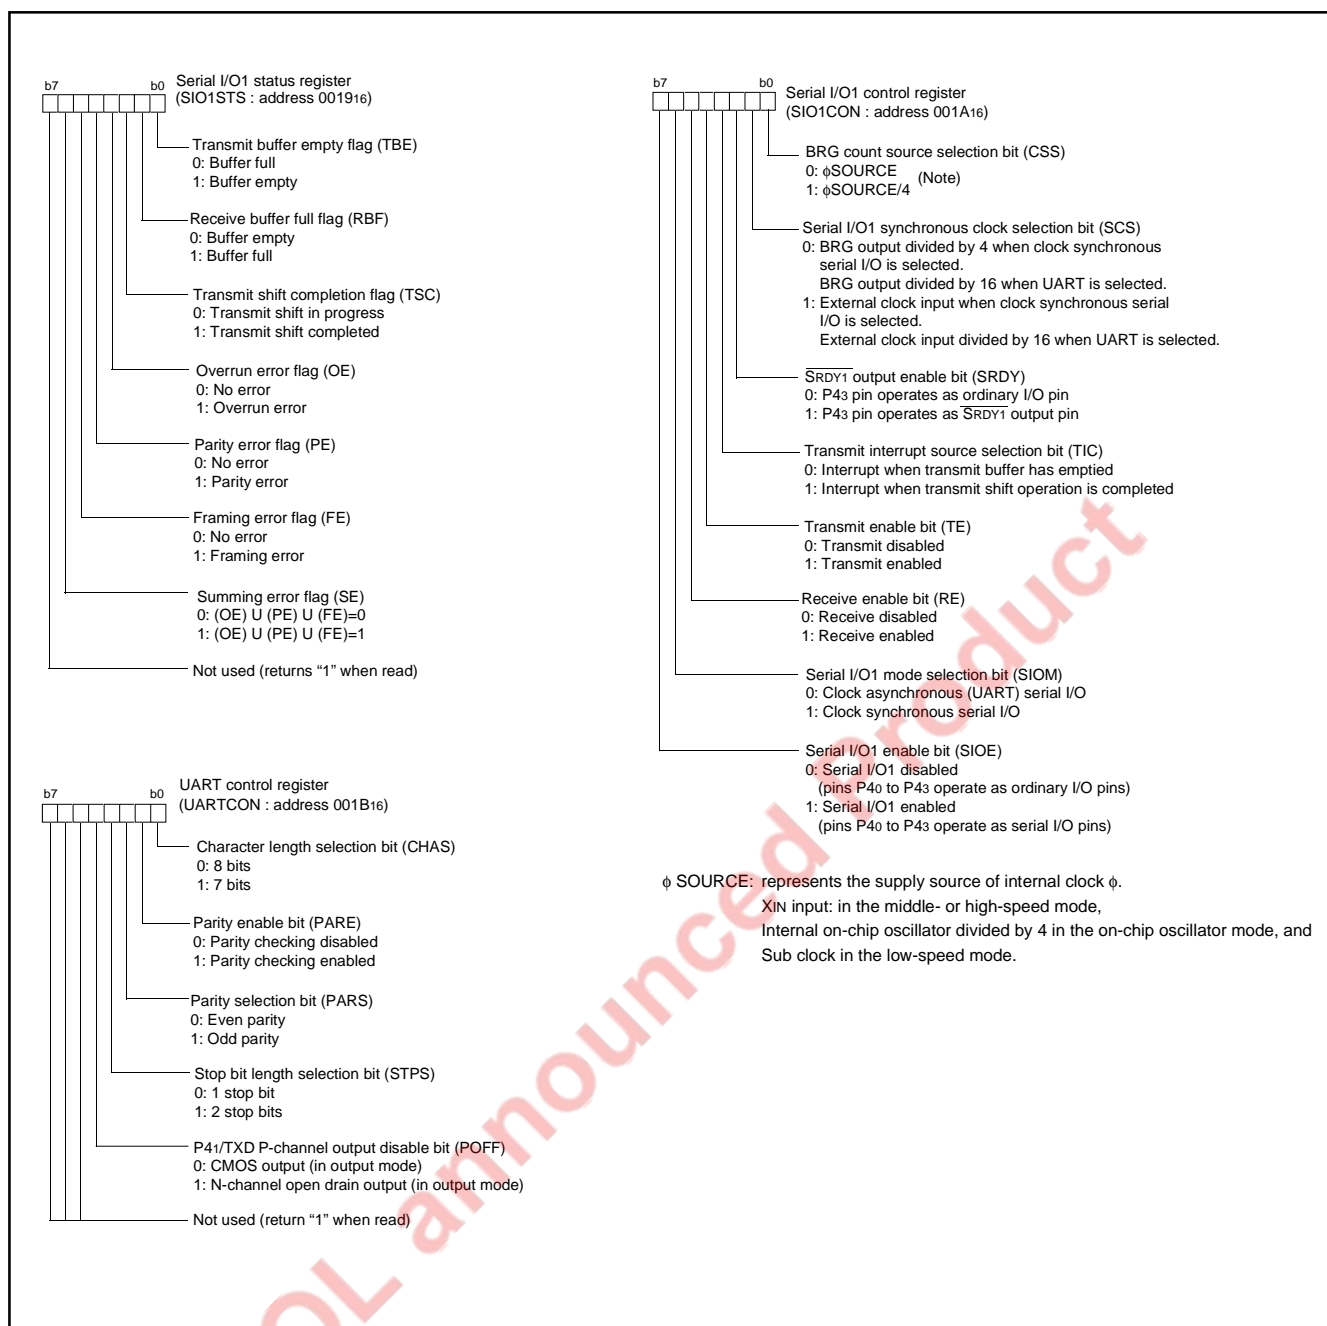 b7 b0 Serial I/O1 status register
(SIO1STS : address 001916)
Transmit buffer empty flag (TBE)
0: Buffer full
1: Buffer empty
Receive buffer full flag (RBF)
0: Buffer empty
1: Buffer full
Transmit shift completion flag (TSC)
0: Transmit shift in progress
1: Transmit shift completed
Overrun error flag (OE)
0: No error
1: Overrun error
Parity error flag (PE)
0: No error
1: Parity error
Framing error flag (FE)
0: No error
1: Framing error
Summing error flag (SE)
0: (OE) U (PE) U (FE)=0
1: (OE) U (PE) U (FE)=1
Not used (returns “1” when read)
b7 b0 UART control register
(UARTCON : address 001B16)
Character length selection bit (CHAS)
0: 8 bits
1: 7 bits
Parity enable bit (PARE)
0: Parity checking disabled
1: Parity checking enabled
Parity selection bit (PARS)
0: Even parity
1: Odd parity
Stop bit length selection bit (STPS)
0: 1 stop bit
1: 2 stop bits
P41/TXD P-channel output disable bit (POFF)
0: CMOS output (in output mode)
1: N-channel open drain output (in output mode)
Not used (return “1” when read)
b7 b0 Serial I/O1 control register
(SIO1CON : address 001A16)
BRG count source selection bit (CSS)
0: ϕSOURCE
1: ϕSOURCE/4 (Note)
Serial I/O1 synchronous clock selection bit (SCS)
0: BRG output divided by 4 when clock synchronous
serial I/O is selected.
BRG output divided by 16 when UART is selected.
1: External clock input when clock synchronous serial
I/O is selected.
External clock input divided by 16 when UART is selected.
SRDY1 output enable bit (SRDY)
0: P43 pin operates as ordinary I/O pin
1: P43 pin operates as SRDY1 output pin
Transmit interrupt source selection bit (TIC)
0: Interrupt when transmit buffer has emptied
1: Interrupt when transmit shift operation is completed
Transmit enable bit (TE)
0: Transmit disabled
1: Transmit enabled
Receive enable bit (RE)
0: Receive disabled
1: Receive enabled
Serial I/O1 mode selection bit (SIOM)
0: Clock asynchronous (UART) serial I/O
1: Clock synchronous serial I/O
Serial I/O1 enable bit (SIOE)
0: Serial I/O1 disabled
(pins P40 to P43 operate as ordinary I/O pins)
1: Serial I/O1 enabled
(pins P40 to P43 operate as serial I/O pins)
ϕ SOURCE: represents the supply source of internal clock ϕ.
XIN input: in the middle- or high-speed mode,
Internal on-chip oscillator divided by 4 in the on-chip oscillator mode, and
Sub clock in the low-speed mode.
OL announced Product